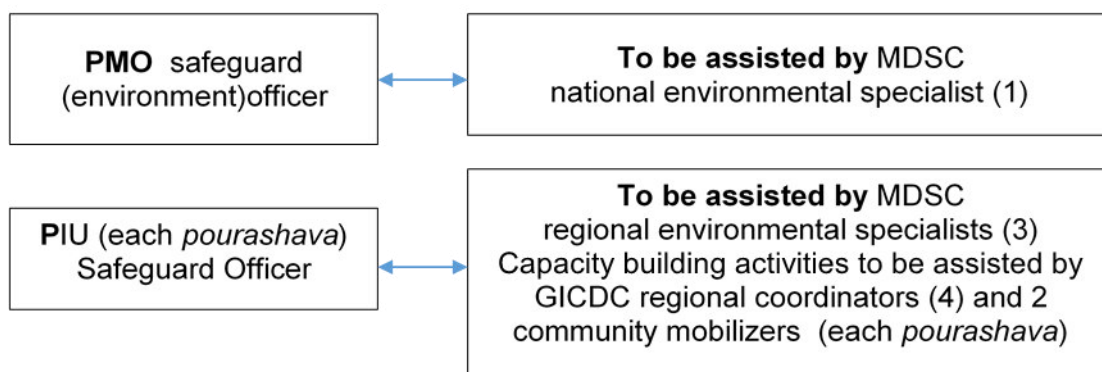 PMO safeguard
(environment)officer
To be assisted by MDSC
national environmental specialist (1)
PIU (each pourashava)
Safeguard Officer
To be assisted by MDSC
regional environmental specialists (3)
Capacity building activities to be assisted by
GICDC regional coordinators (4) and 2
community mobilizers (each pourashava)